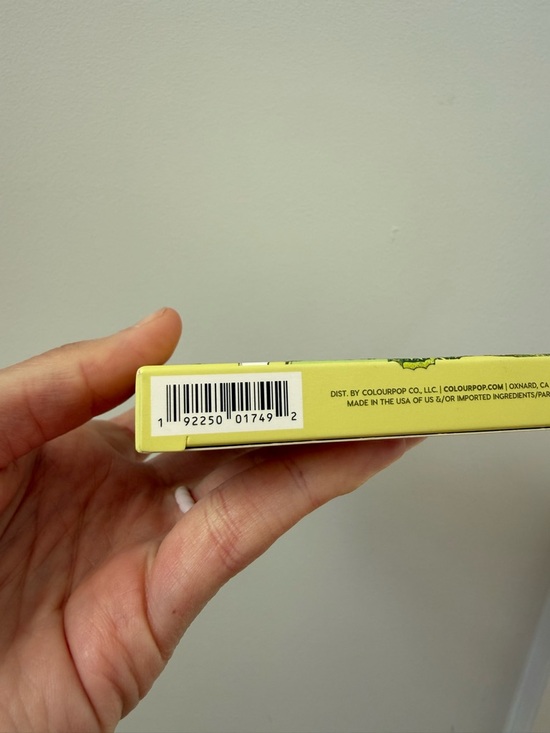 1 92250 01749 2
DIST. BY COLOURPOP CO., LLC. | COLOURPOP.COM | OXNARD, CA
MADE IN THE USA OF US &/OR IMPORTED INGREDIENTS/PAR